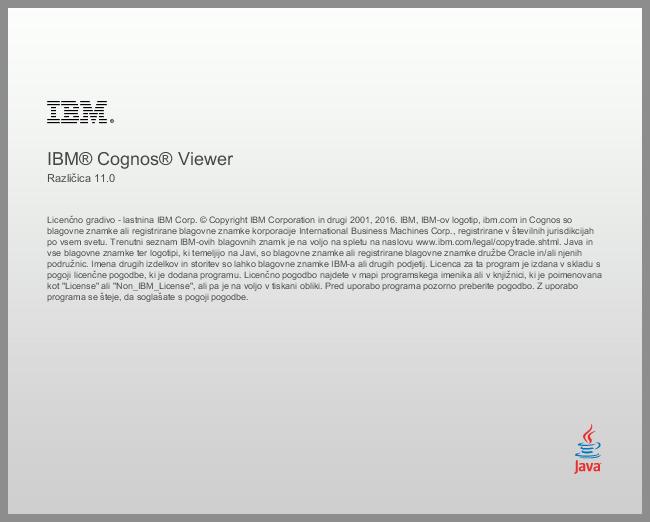 IBM®
IBM® Cognos® Viewer
Različica 11.0
Licenčno gradivo - lastnina IBM Corp. © Copyright IBM Corporation in drugi 2001, 2016. IBM, IBM-ov logotip, ibm.com in Cognos so
blagovne znamke ali registrirane blagovne znamke korporacije International Business Machines Corp., registrirane v številnih jurisdikcijah
po vsem svetu. Trenutni seznam IBM-ovih blagovnih znamk je na voljo na spletu na naslovu www.ibm.com/legal/copytrade.shtml. Java in
vse blagovne znamke ter logotipi, ki temeljijo na Javi, so blagovne znamke ali registrirane blagovne znamke družbe Oracle in/ali njenih
podružnic. Imena drugih izdelkov in storitev so lahko blagovne znamke IBM-a ali drugih podjetij. Licenca za ta program je izdana v skladu s
pogoji licenčne pogodbe, ki je dodana programu. Licenčno pogodbo najdete v mapi programskega imenika ali v knjižnici, ki je poimenovana
kot "License" ali "Non_IBM_License", ali pa je na voljo v tiskani obliki. Pred uporabo programa pozorno preberite pogodbo. Z uporabo
programa se šteje, da soglašate s pogoji pogodbe.
Java